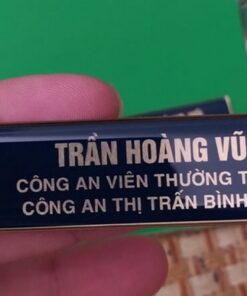 TRẦN HOÀNG VŨ
CÔNG AN VIÊN THƯỜNG T
CÔNG AN THỊ TRẤN BÌNH